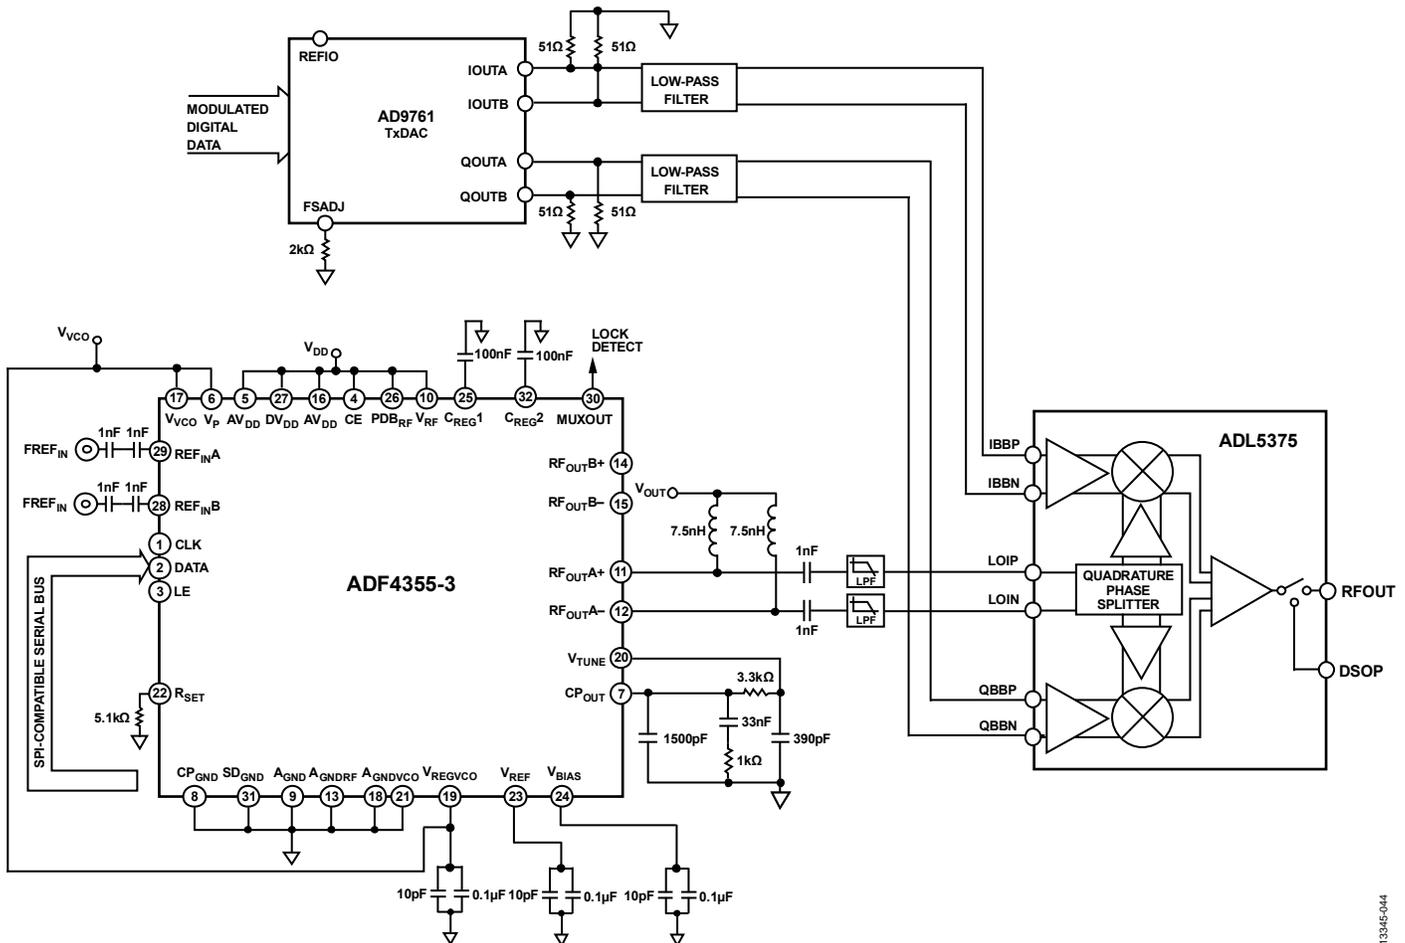 REFIO
51Ω
51Ω
IOUTA
IOUTB
AD9761
TxDAC
MODULATED
DIGITAL
DATA
QOUTA
QOUTB
FSADJ
2kΩ
51Ω
51Ω
LOW-PASS
FILTER
LOW-PASS
FILTER
VVCO
VDD
100nF
100nF
LOCK
DETECT
17
6
5
27
16
4
26
10
25
32
30
VVCO
VP
AVDD
DVDD
AVDD
CE
PDBRF
VRF
CREG1
CREG2
MUXOUT
FREFIN
1nF
1nF
29
REFINA
FREFIN
1nF
1nF
28
REFINB
1
CLK
2
DATA
3
LE
SPI-COMPATIBLE SERIAL BUS
ADF4355-3
22
RSET
5.1kΩ
RFOUTB+
14
RFOUTB–
15
VOUT
7.5nH
7.5nH
RFOUTA+
11
RFOUTA–
12
1nF
1nF
LPF
LPF
VTUNE
20
CPOUT
7
3.3kΩ
33nF
1500pF
390pF
1kΩ
CPGND
SDGND
AGND
AGNDRF
AGNDVCO
VREGVCO
VREF
VBIAS
8
31
9
13
18
21
19
23
24
10pF
0.1µF
10pF
0.1µF
10pF
0.1µF
ADL5375
IBBP
IBBN
LOIP
LOIN
QUADRATURE
PHASE
SPLITTER
QBBP
QBBN
RFOUT
DSOP
13345-044